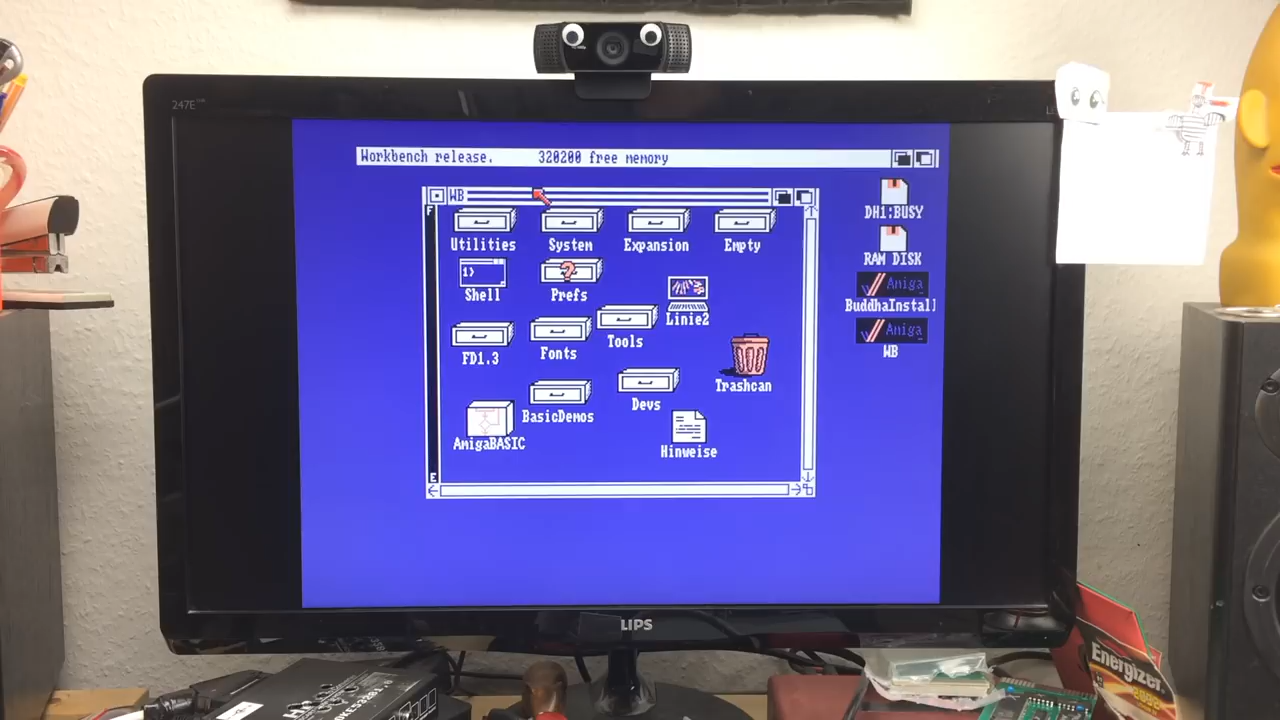 247E
Workbench release. 320200 free memory
WB
DH1:BUSY
Utilities System Expansion Empty
RAM DISK
1>
Shell Prefs
Amiga
BuddhaInstall
Linie2
Amiga
WB
Tools
FD1.3 Fonts
Trashcan
Devs
BasicDemos
AmigaBASIC
Hinweise
F
E
LIPS
Energizer